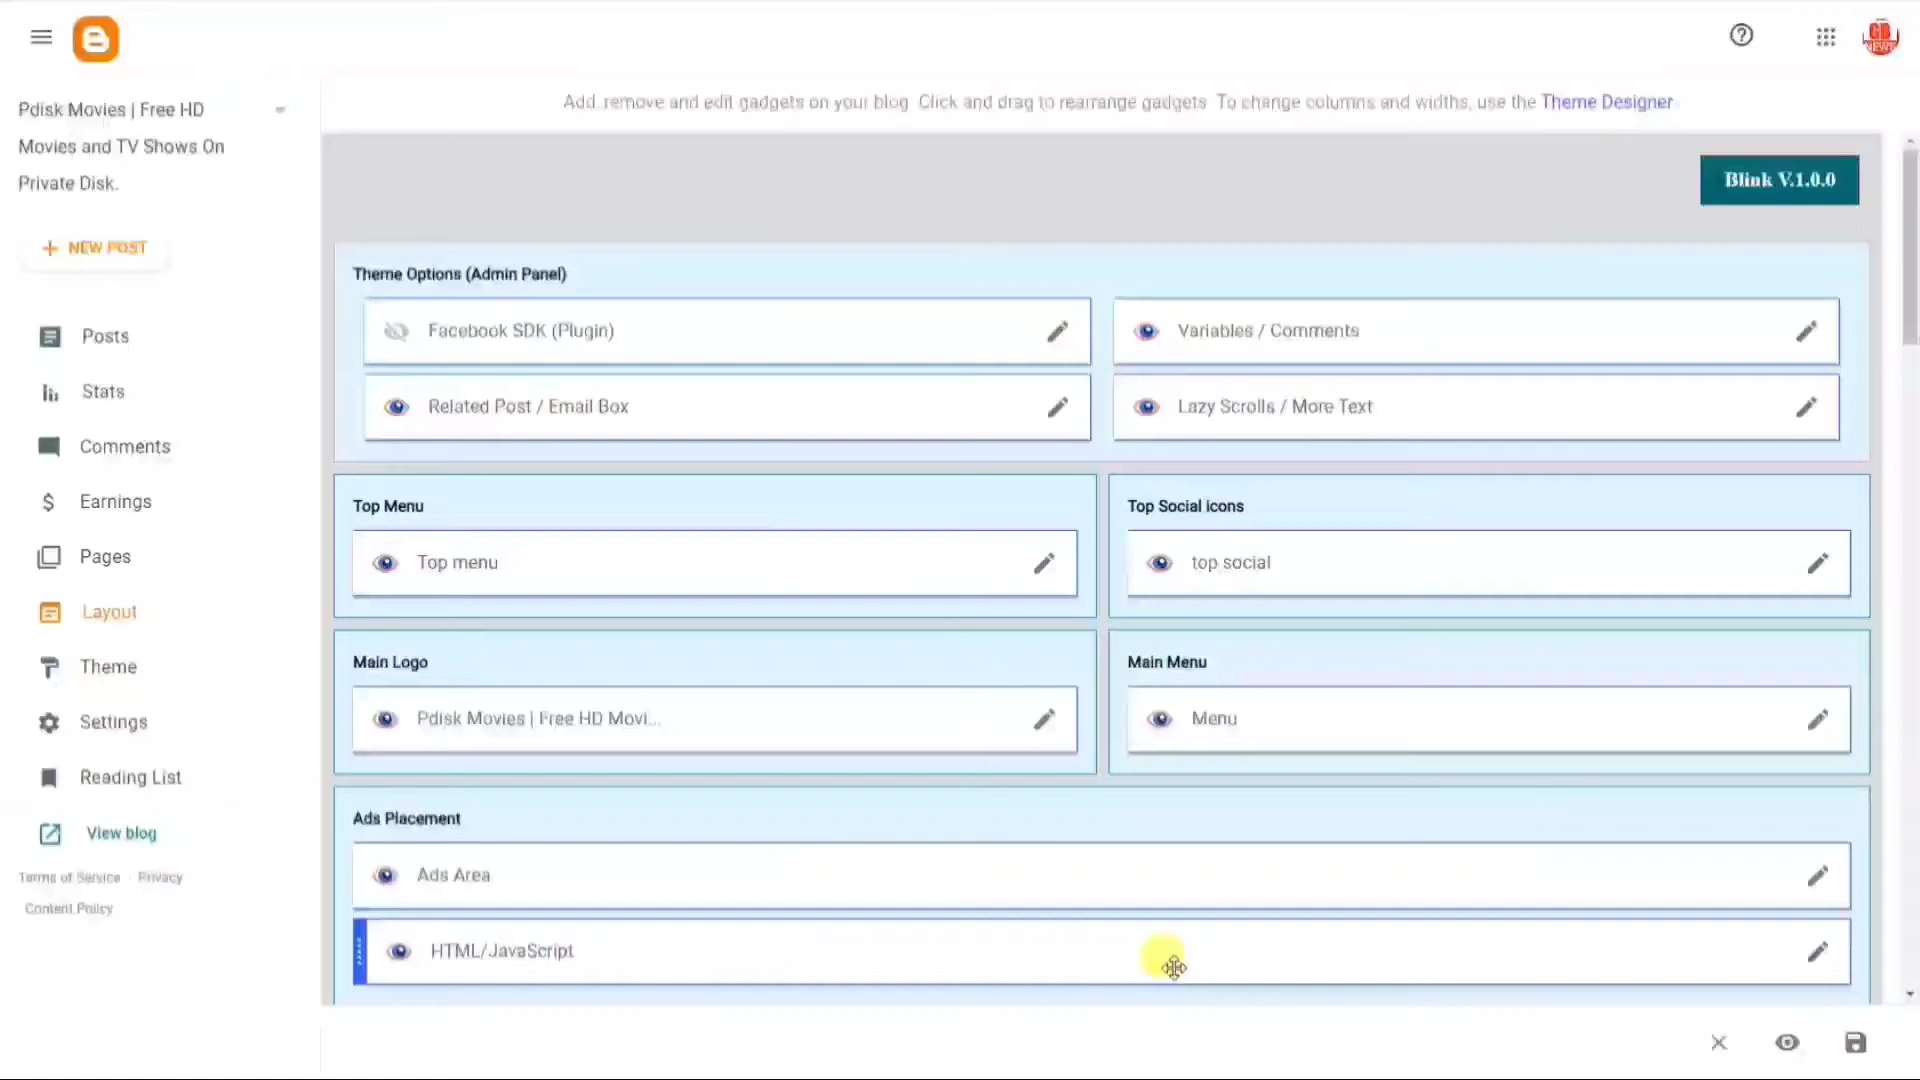 Pdisk Movies | Free HD
Movies and TV Shows On
Private Disk.
+ NEW POST
Posts
Stats
Comments
Earnings
Pages
Layout
Theme
Settings
Reading List
View blog
Terms of Service · Privacy
Content Policy
Add, remove and edit gadgets on your blog. Click and drag to rearrange gadgets. To change columns and widths, use the Theme Designer
Blink V.1.0.0
Theme Options (Admin Panel)
Facebook SDK (Plugin)
Variables / Comments
Related Post / Email Box
Lazy Scrolls / More Text
Top Menu
Top menu
Top Social icons
top social
Main Logo
Pdisk Movies | Free HD Movi...
Main Menu
Menu
Ads Placement
Ads Area
HTML/JavaScript
HD
NEWS